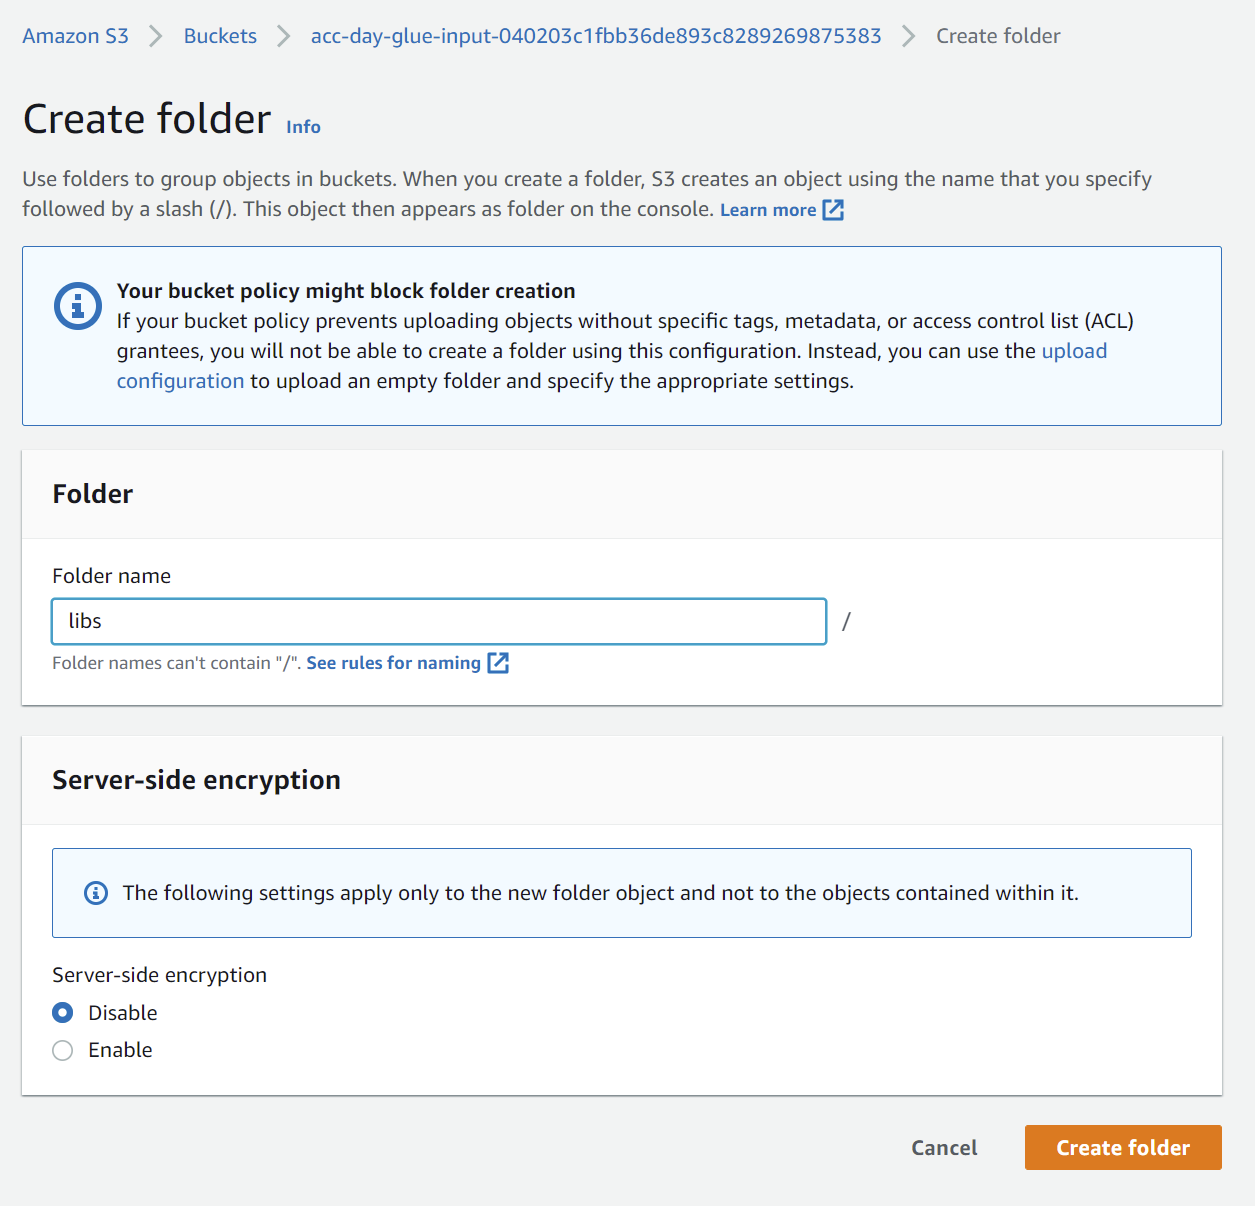 Amazon S3 > Buckets > acc-day-glue-input-040203c1fbb36de893c8289269875383 > Create folder
Create folder Info
Use folders to group objects in buckets. When you create a folder, S3 creates an object using the name that you specify
followed by a slash (/). This object then appears as folder on the console. Learn more
Your bucket policy might block folder creation
If your bucket policy prevents uploading objects without specific tags, metadata, or access control list (ACL)
grantees, you will not be able to create a folder using this configuration. Instead, you can use the upload
configuration to upload an empty folder and specify the appropriate settings.
Folder
Folder name
libs /
Folder names can't contain "/". See rules for naming
Server-side encryption
The following settings apply only to the new folder object and not to the objects contained within it.
Server-side encryption
Disable
Enable
Cancel Create folder